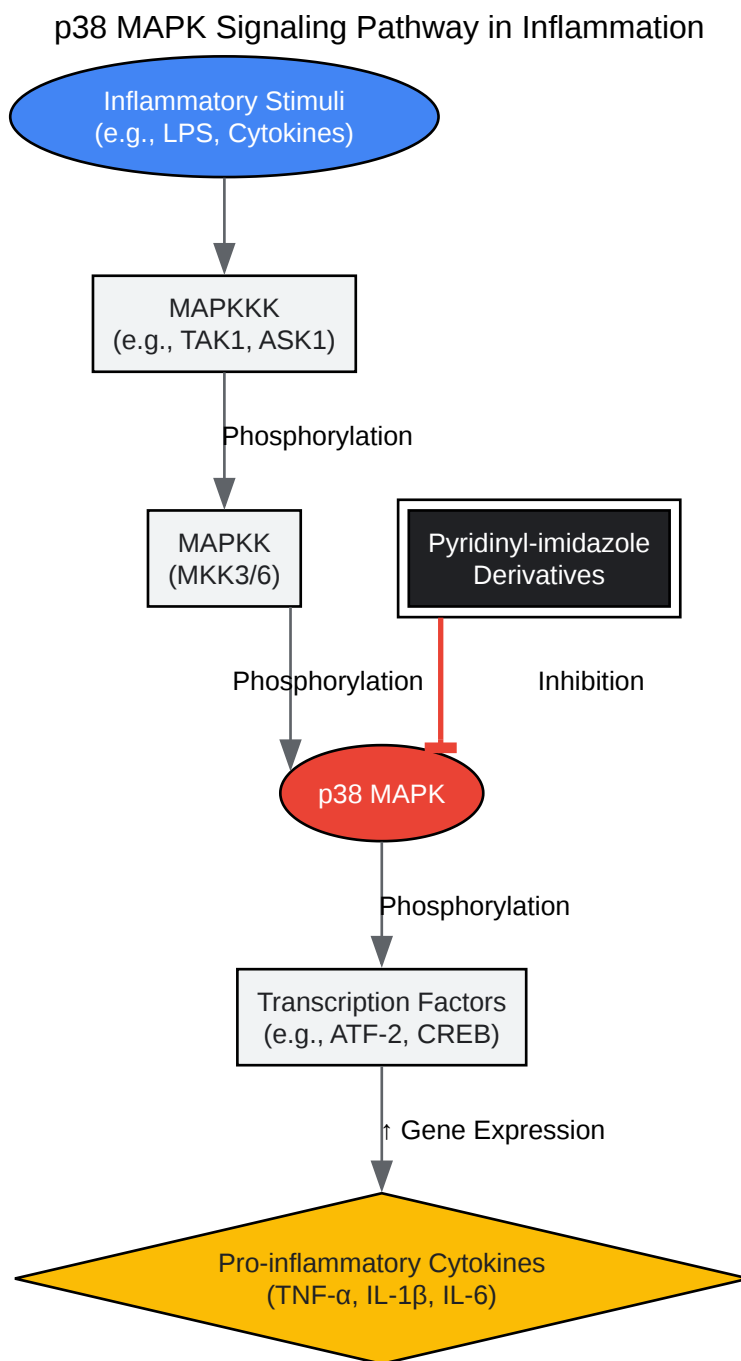 p38 MAPK Signaling Pathway in Inflammation
Inflammatory Stimuli
(e.g., LPS, Cytokines)
MAPKKK
(e.g., TAK1, ASK1)
Phosphorylation
MAPKK
(MKK3/6)
Pyridinyl-imidazole
Derivatives
Phosphorylation
Inhibition
p38 MAPK
Phosphorylation
Transcription Factors
(e.g., ATF-2, CREB)
↑ Gene Expression
Pro-inflammatory Cytokines
(TNF-α, IL-1β, IL-6)